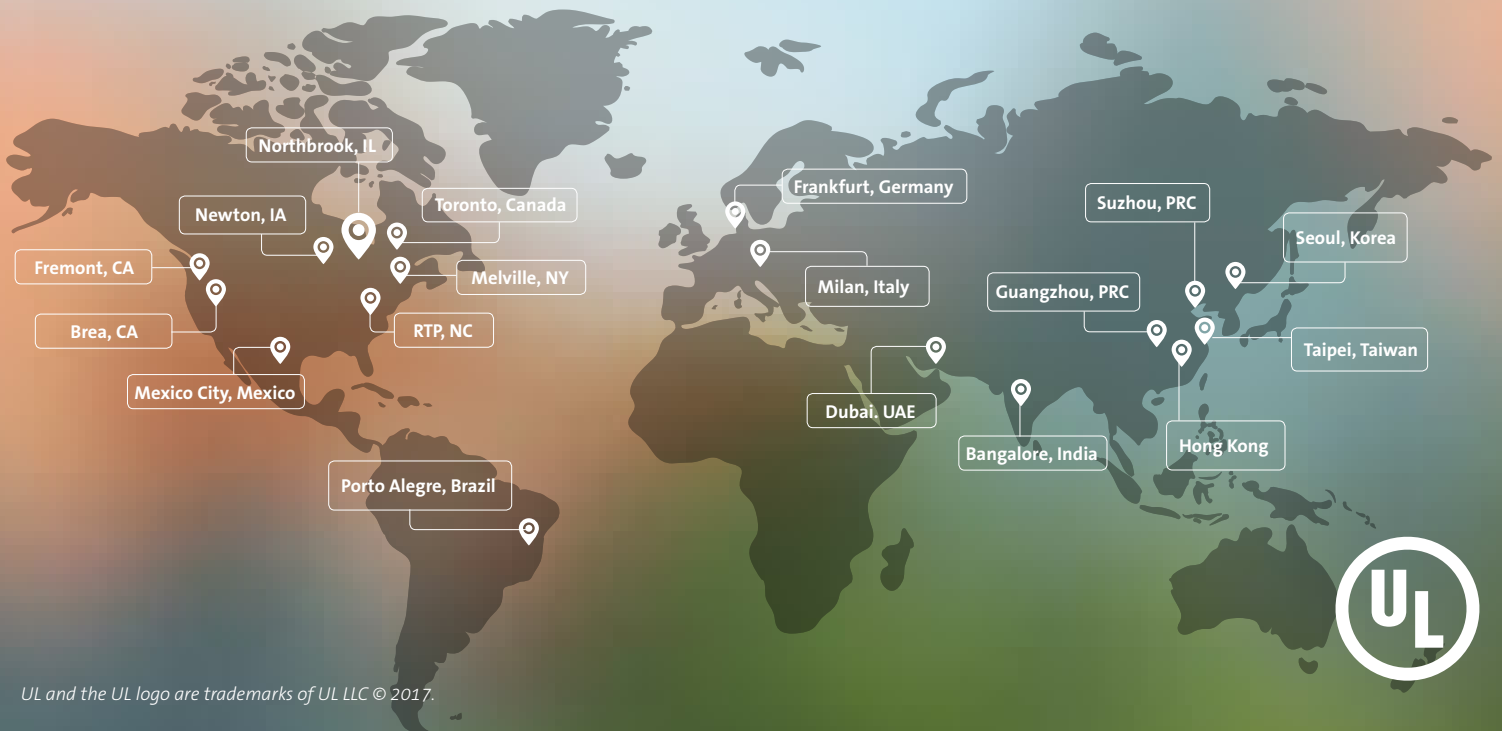 Northbrook, IL
Frankfurt, Germany
Suzhou, PRC
Toronto, Canada
Newton, IA
Seoul, Korea
Fremont, CA
Melville, NY
Milan, Italy
Guangzhou, PRC
Brea, CA
RTP, NC
Taipei, Taiwan
Mexico City, Mexico
Dubai. UAE
Bangalore, India
Hong Kong
Porto Alegre, Brazil
UL
UL and the UL logo are trademarks of UL LLC © 2017.